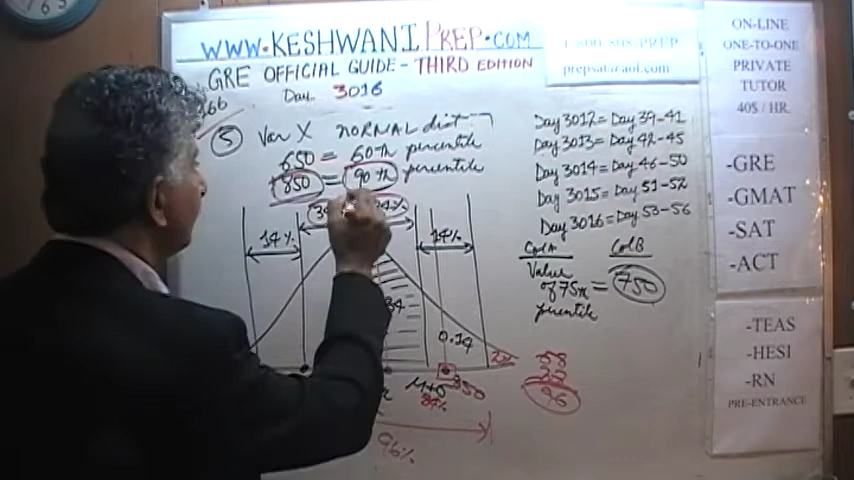 www.KESHWANIPREP.COM
GRE OFFICIAL GUIDE - THIRD EDITION
Day 3016
prepsat@aol.com
5 Var X NORMAL dist
650 = 60th percentile
850 = 90th percentile
14%
14%
0.14
2%
850
84%
96%
96
Day 3012 = Day 39-41
Day 3013 = Day 42-45
Day 3014 = Day 46-50
Day 3015 = Day 51-52
Day 3016 = Day 53-56
Col A Col B
Value
of 75th = 750
percentile
ON-LINE
ONE-TO-ONE
PRIVATE
TUTOR
40$ / HR.
-GRE
-GMAT
-SAT
-ACT
-TEAS
-HESI
-RN
PRE-ENTRANCE